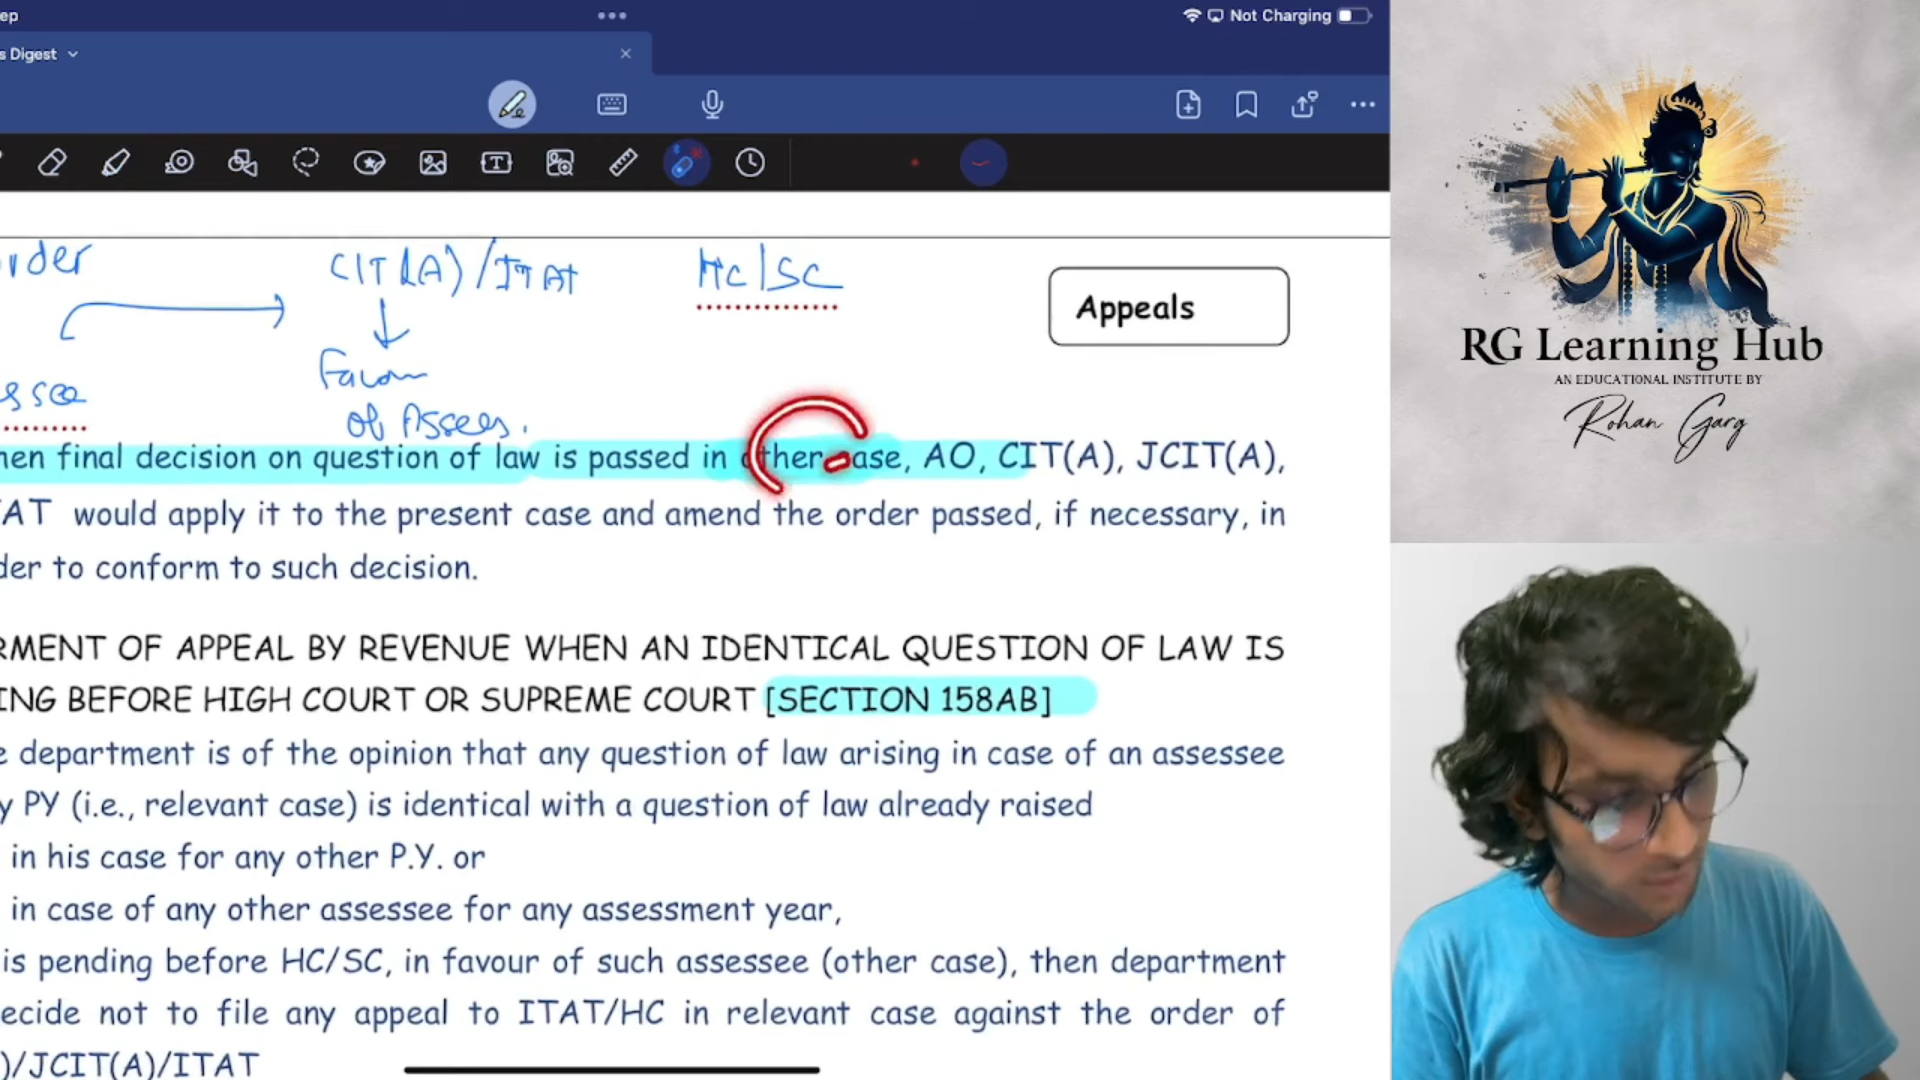 ep
Not Charging
s Digest
order
CIT(A)/ITAT
HC/SC
Appeals
Favour
ssee
of Assees.
hen final decision on question of law is passed in other case, AO, CIT(A), JCIT(A),
TAT would apply it to the present case and amend the order passed, if necessary, in
der to conform to such decision.
RMENT OF APPEAL BY REVENUE WHEN AN IDENTICAL QUESTION OF LAW IS
ING BEFORE HIGH COURT OR SUPREME COURT [SECTION 158AB]
e department is of the opinion that any question of law arising in case of an assessee
y PY (i.e., relevant case) is identical with a question of law already raised
in his case for any other P.Y. or
in case of any other assessee for any assessment year,
is pending before HC/SC, in favour of such assessee (other case), then department
ecide not to file any appeal to ITAT/HC in relevant case against the order of
)/JCIT(A)/ITAT
RG Learning Hub
AN EDUCATIONAL INSTITUTE BY
Rohan Garg